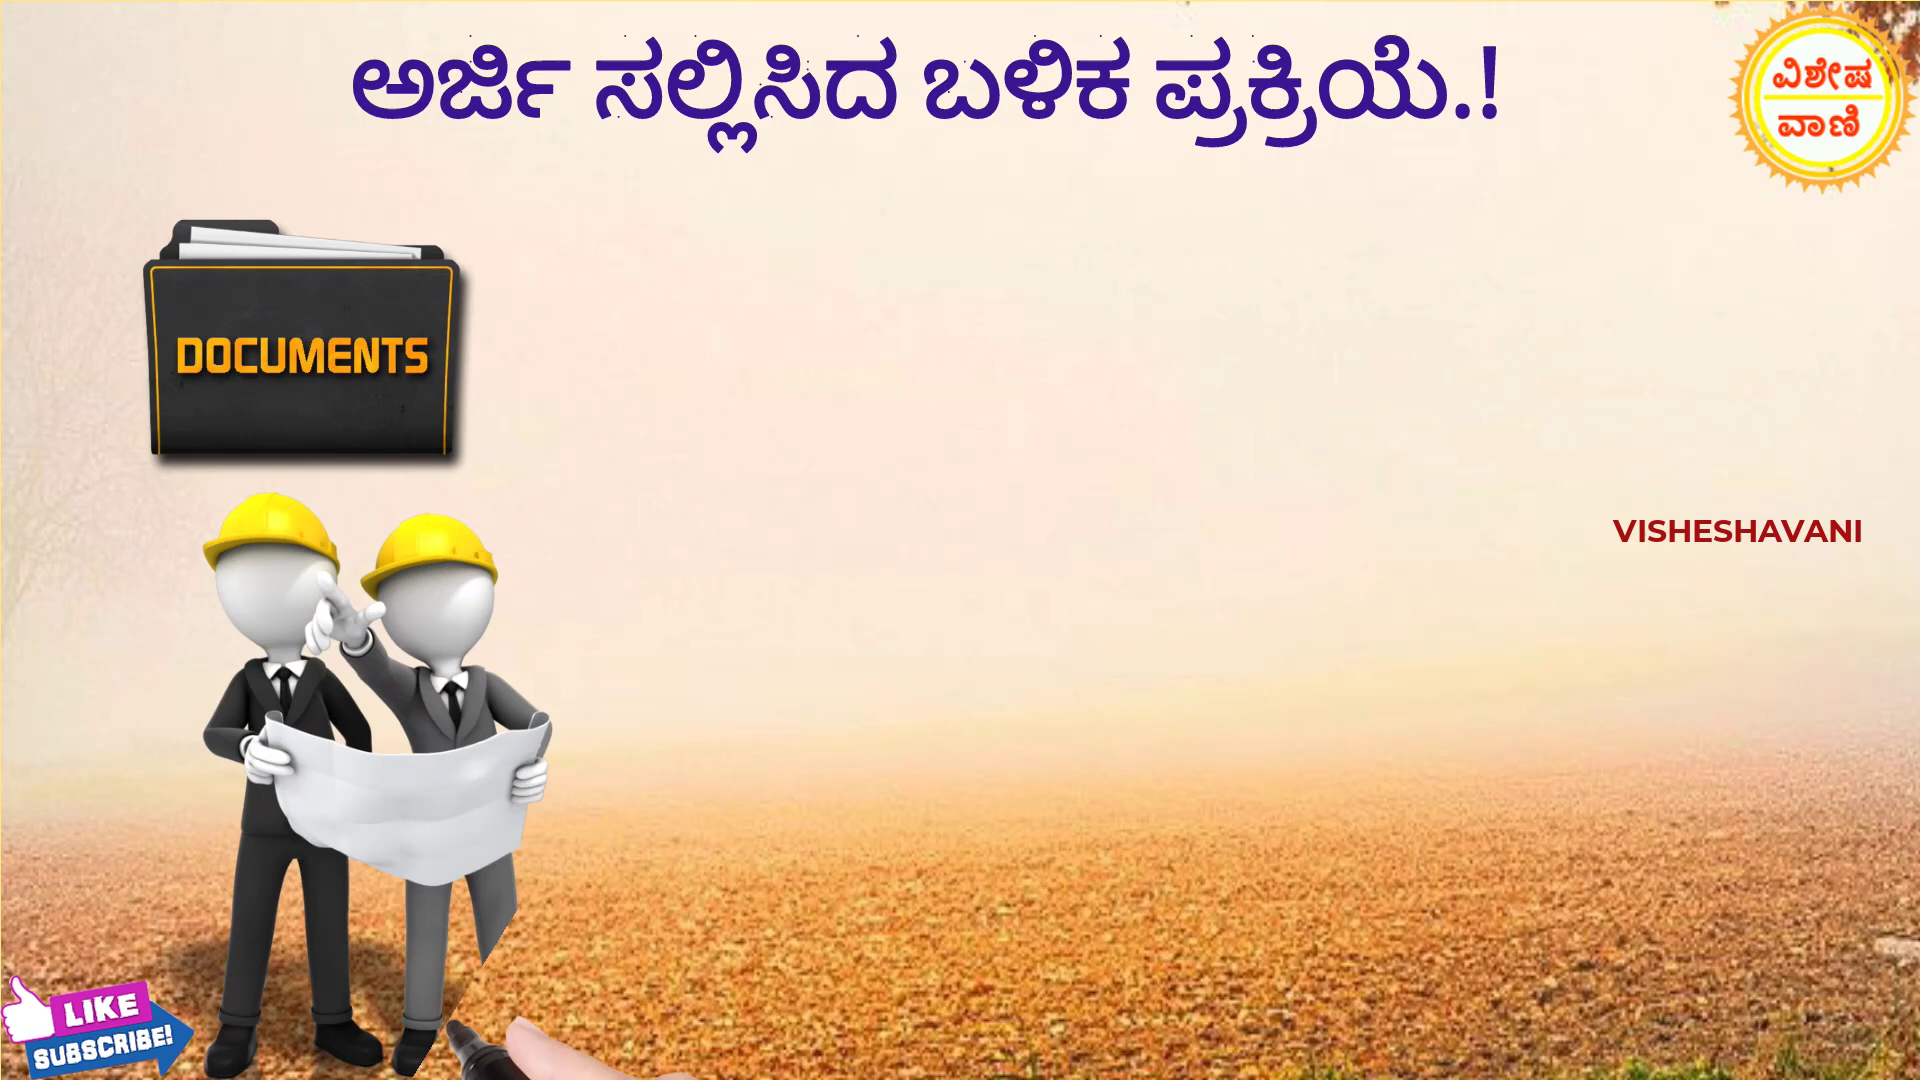 ಅರ್ಜಿ ಸಲ್ಲಿಸಿದ ಬಳಿಕ ಪ್ರಕ್ರಿಯೆ.!
ವಿಶೇಷ
ವಾಣಿ
DOCUMENTS
VISHESHAVANI
LIKE
SUBSCRIBE!